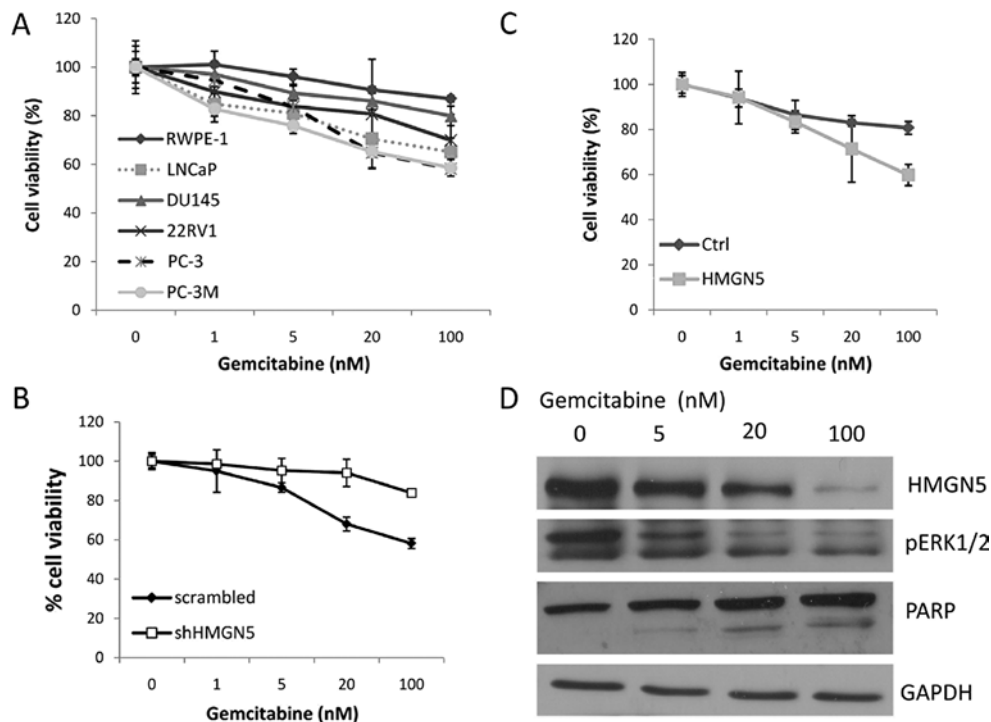 A
Cell viability (%)
120
100
80
60
40
20
0
RWPE-1
LNCaP
DU145
22RV1
PC-3
PC-3M
0 1 5 20 100
Gemcitabine (nM)
C
Cell viability (%)
120
100
80
60
40
20
0
Ctrl
HMGN5
0 1 5 20 100
Gemcitabine (nM)
B
% cell viability
120
100
80
60
40
20
0
scrambled
shHMGN5
0 1 5 20 100
Gemcitabine (nM)
D
Gemcitabine (nM)
0 5 20 100
HMGN5
pERK1/2
PARP
GAPDH